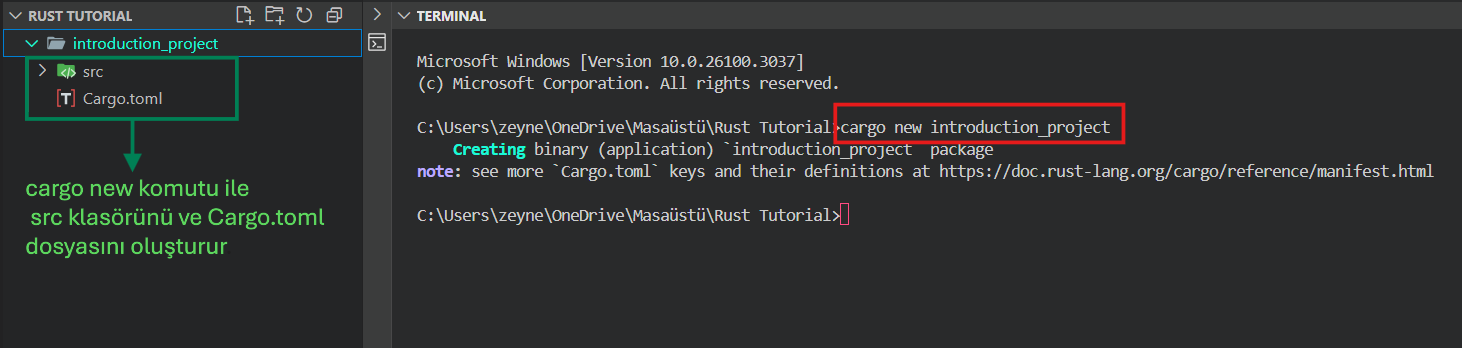 RUST TUTORIAL
introduction_project
src
Cargo.toml
cargo new komutu ile
src klasörünü ve Cargo.toml
dosyasını oluşturur
TERMINAL
Microsoft Windows [Version 10.0.26100.3037]
(c) Microsoft Corporation. All rights reserved.
C:\Users\zeyne\OneDrive\Masaüstü\Rust Tutorial>cargo new introduction_project
Creating binary (application) `introduction_project` package
note: see more `Cargo.toml` keys and their definitions at https://doc.rust-lang.org/cargo/reference/manifest.html
C:\Users\zeyne\OneDrive\Masaüstü\Rust Tutorial>